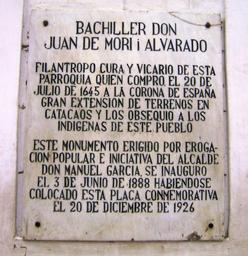 BACHILLER DON
JUAN DE MORI i ALVARADO
FILANTROPO CURA Y VICARIO DE ESTA
PARROQUIA QUIEN COMPRO, EL 20 DE
JULIO DE 1645 A LA CORONA DE ESPAÑA
GRAN EXTENSION DE TERRENOS EN
CATACAOS Y LOS OBSEQUIO A LOS
INDIGENAS DE ESTE PUEBLO
ESTE MONUMENTO ERIGIDO POR EROGA
CION POPULAR E INICIATIVA DEL ALCALDE
DON MANUEL GARCIA, SE INAUGURO
EL 3 DE JUNIO DE 1888 HABIENDOSE
COLOCADO ESTA PLACA CONMEMORATIVA
EL 20 DE DICIEMBRE DE 1926